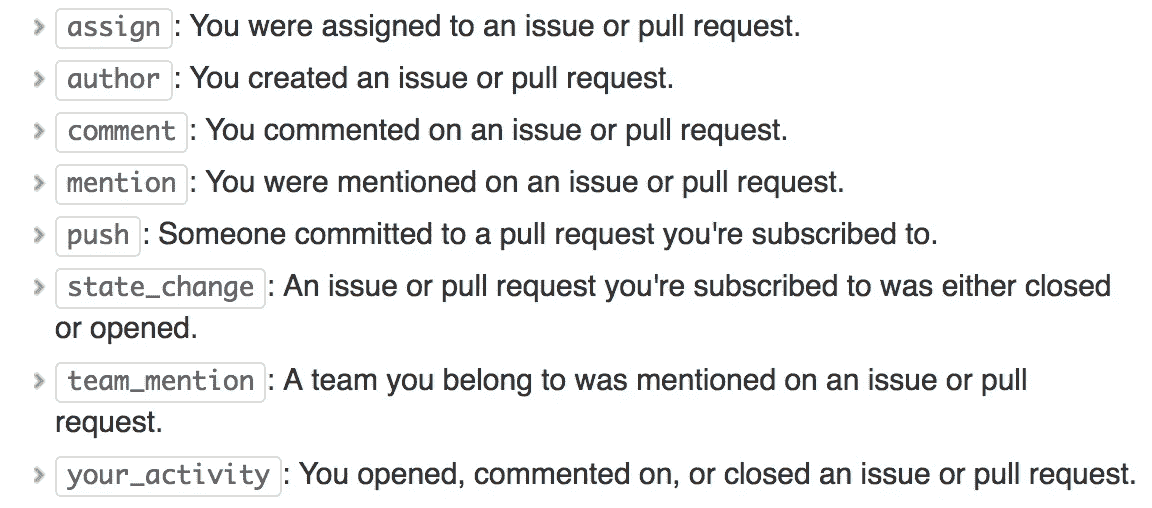 assign : You were assigned to an issue or pull request.
author : You created an issue or pull request.
comment : You commented on an issue or pull request.
mention : You were mentioned on an issue or pull request.
push : Someone committed to a pull request you're subscribed to.
state_change : An issue or pull request you're subscribed to was either closed
or opened.
team_mention : A team you belong to was mentioned on an issue or pull
request.
your_activity : You opened, commented on, or closed an issue or pull request.